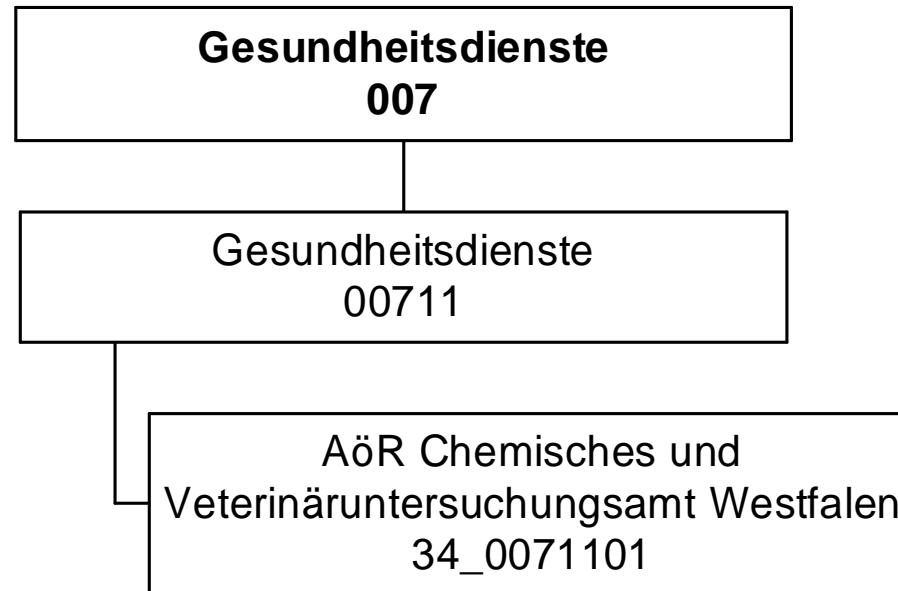 Gesundheitsdienste
007
Gesundheitsdienste
00711
AöR Chemisches und
Veterinäruntersuchungsamt Westfalen
34_0071101